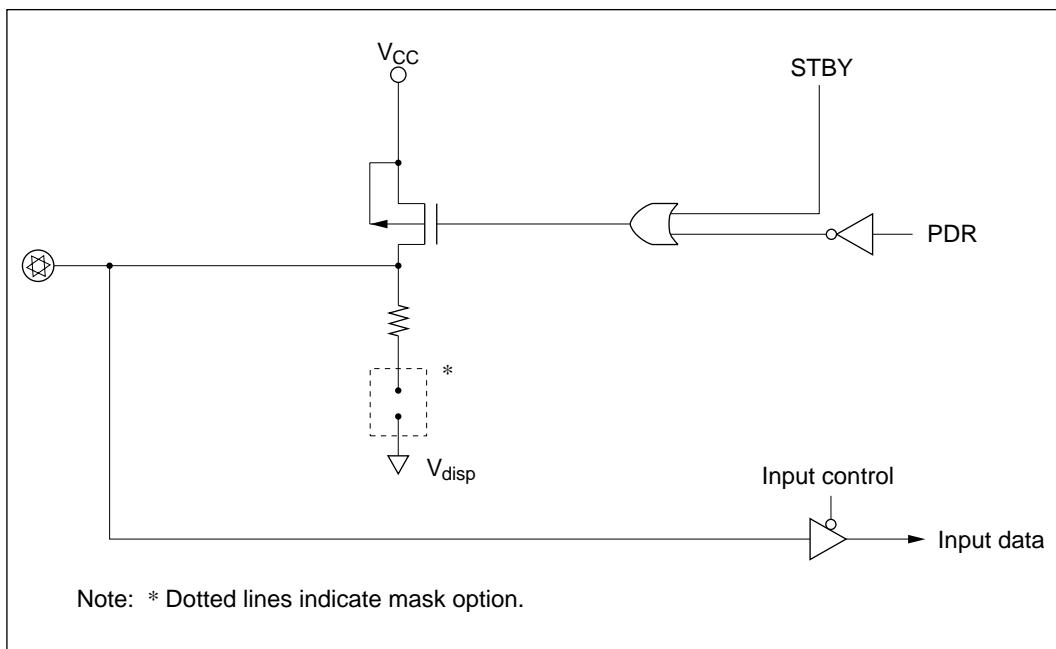 VCC
STBY
PDR
*
Vdisp
Input control
Input data
Note: * Dotted lines indicate mask option.